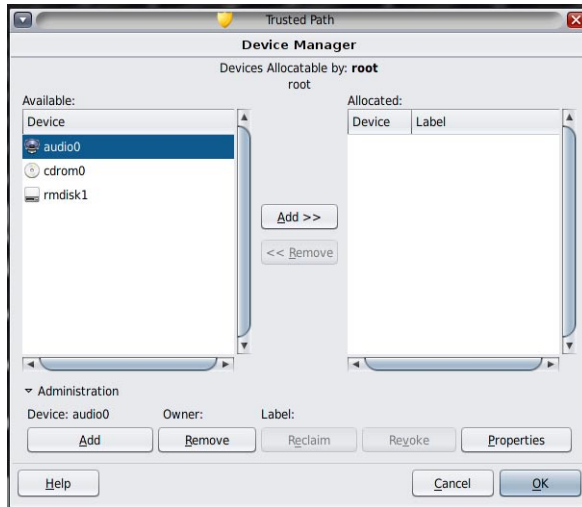 Trusted Path
Device Manager
Devices Allocatable by: root
root
Available:
Device
audio0
cdrom0
rmdisk1
Add >>
<< Remove
Allocated:
Device Label
Administration
Device: audio0 Owner: Label:
Add Remove Reclaim Revoke Properties
Help Cancel OK